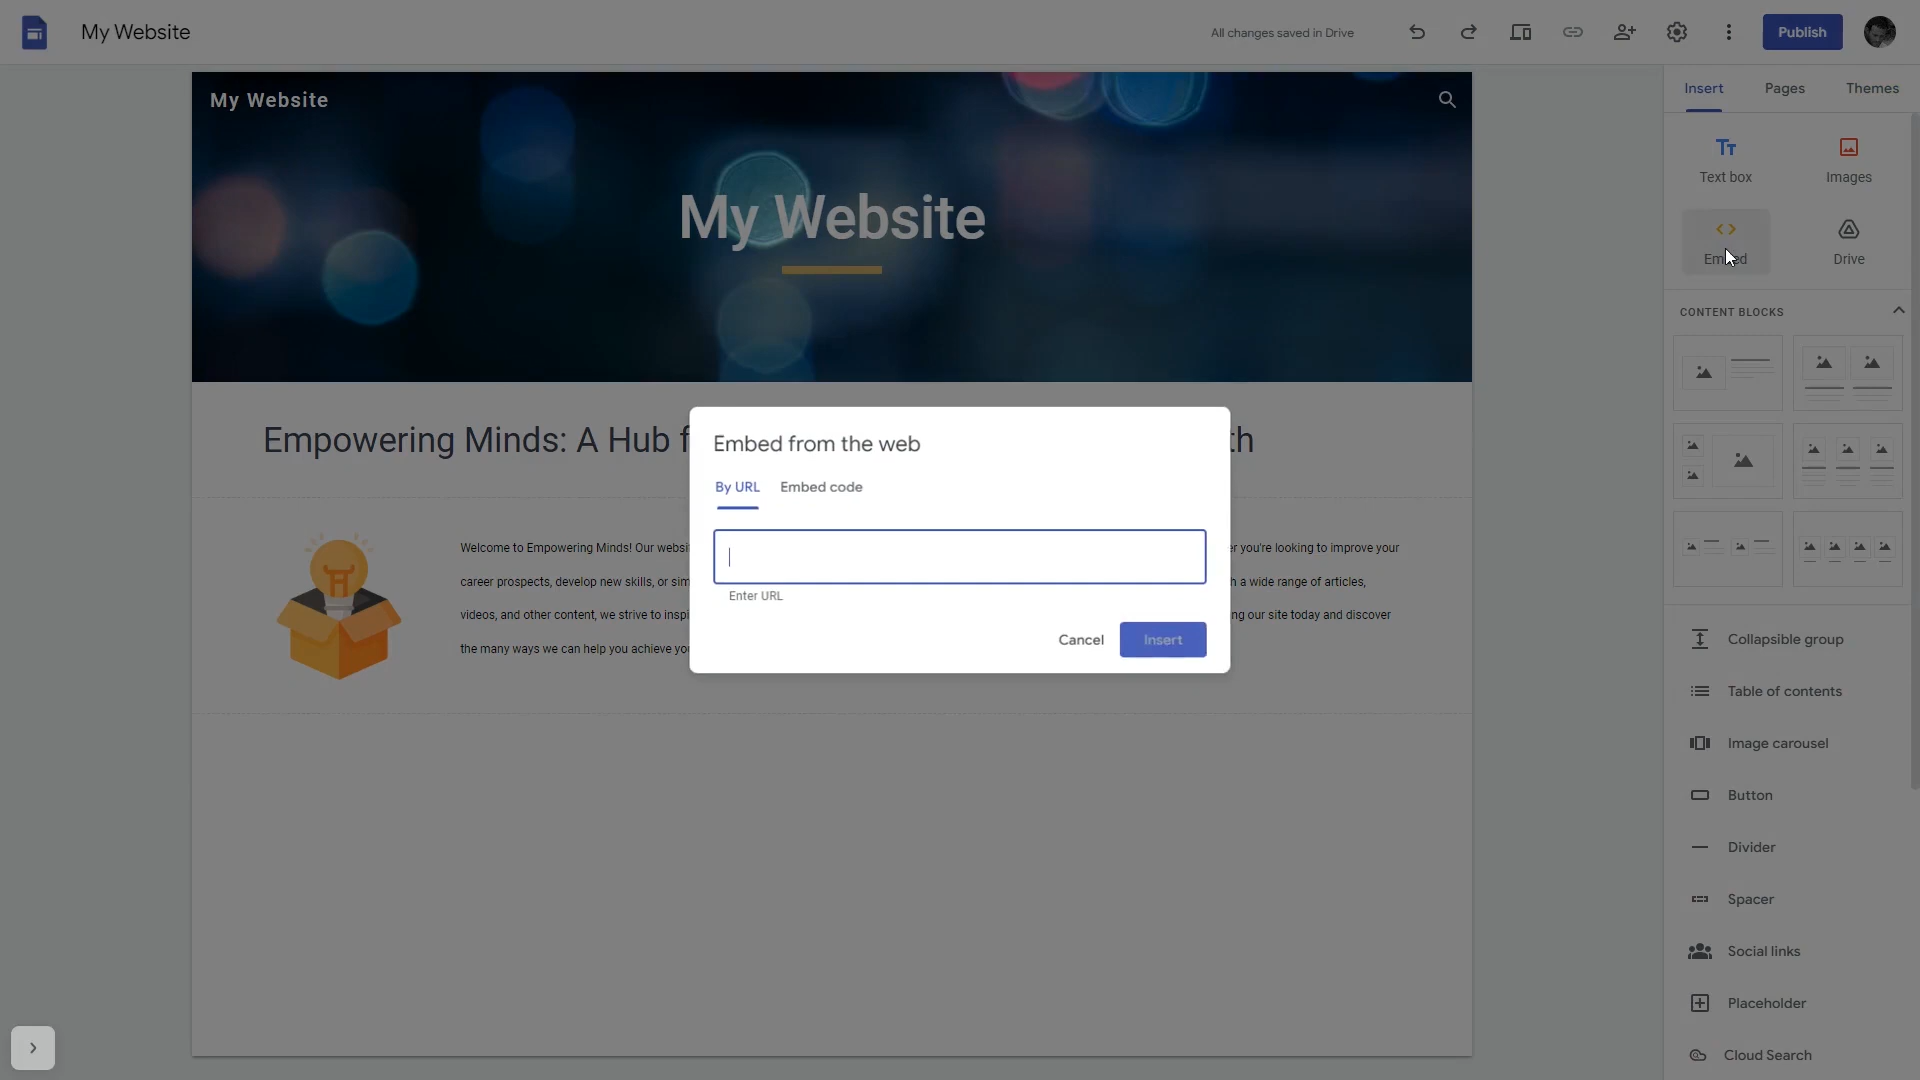 My Website
All changes saved in Drive
Publish
My Website
Insert
Pages
Themes
My Website
Text box
Images
Embed
Drive
CONTENT BLOCKS
Empowering Minds: A Hub f
th
Embed from the web
By URL
Embed code
Enter URL
Cancel
Insert
Welcome to Empowering Minds! Our websi
er you're looking to improve your
career prospects, develop new skills, or sim
h a wide range of articles,
videos, and other content, we strive to inspi
ng our site today and discover
the many ways we can help you achieve yo
Collapsible group
Table of contents
Image carousel
Button
Divider
Spacer
Social links
Placeholder
Cloud Search